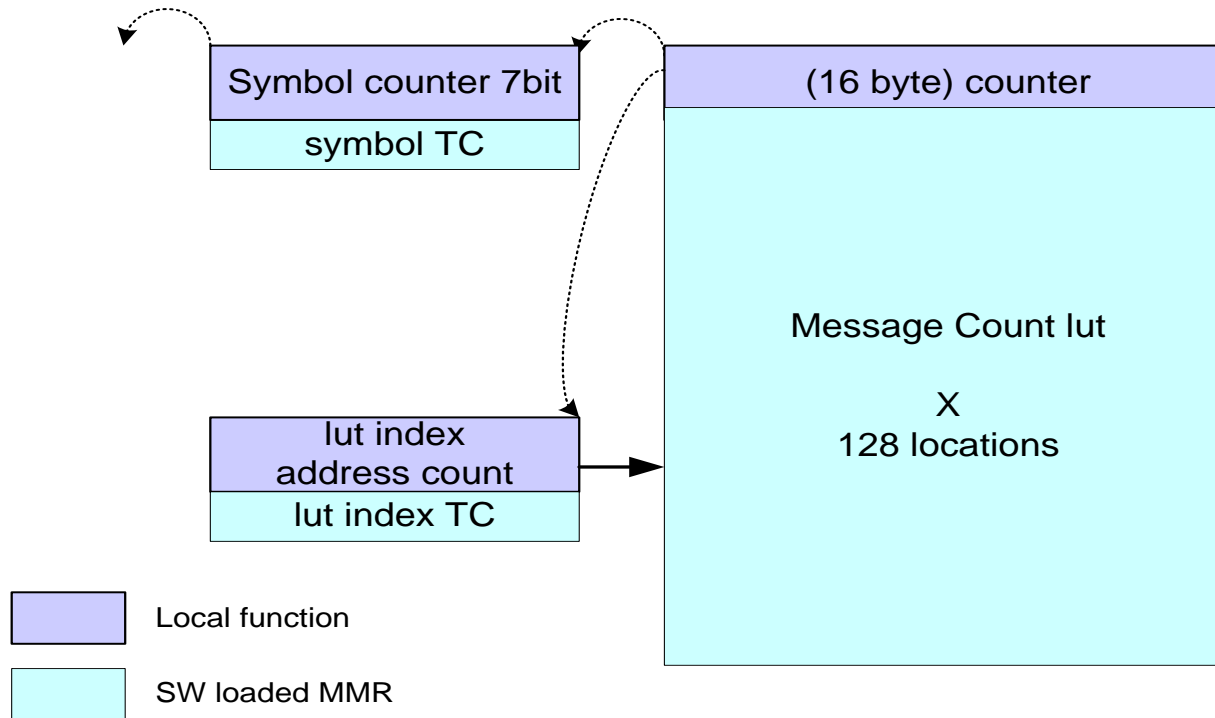 Symbol counter 7bit
symbol TC
(16 byte) counter
Message Count lut
X
128 locations
lut index
address count
lut index TC
Local function
SW loaded MMR